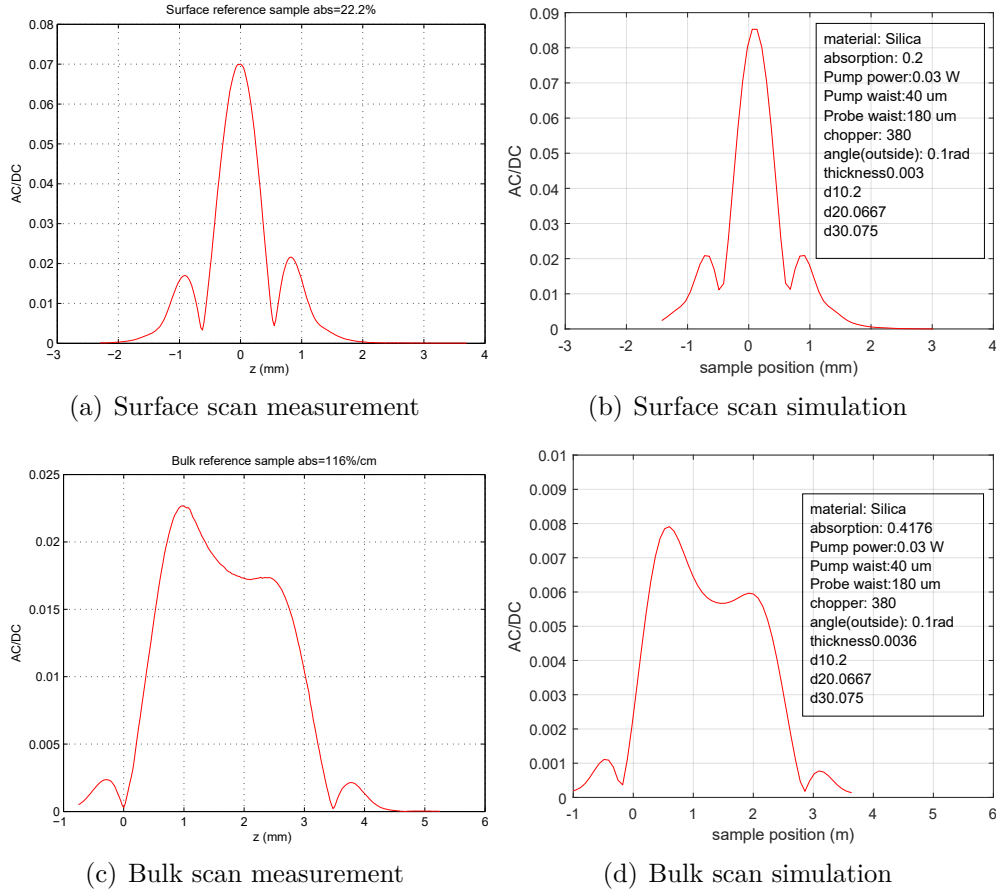 Surface reference sample abs=22.2%
0.08
0.07
0.06
0.05
0.04
0.03
0.02
0.01
0
AC/DC
−3 −2 −1 0 1 2 3 4
z (mm)
(a) Surface scan measurement
0.09
0.08
0.07
0.06
0.05
0.04
0.03
0.02
0.01
0
AC/DC
material: Silica
absorption: 0.2
Pump power:0.03 W
Pump waist:40 um
Probe waist:180 um
chopper: 380
angle(outside): 0.1rad
thickness0.003
d10.2
d20.0667
d30.075
-3 -2 -1 0 1 2 3 4
sample position (mm)
(b) Surface scan simulation
Bulk reference sample abs=116%/cm
0.025
0.02
0.015
0.01
0.005
0
AC/DC
−1 0 1 2 3 4 5 6
z (mm)
(c) Bulk scan measurement
0.01
0.009
0.008
0.007
0.006
0.005
0.004
0.003
0.002
0.001
0
AC/DC
material: Silica
absorption: 0.4176
Pump power:0.03 W
Pump waist:40 um
Probe waist:180 um
chopper: 380
angle(outside): 0.1rad
thickness0.0036
d10.2
d20.0667
d30.075
-1 0 1 2 3 4 5 6
sample position (m)
(d) Bulk scan simulation